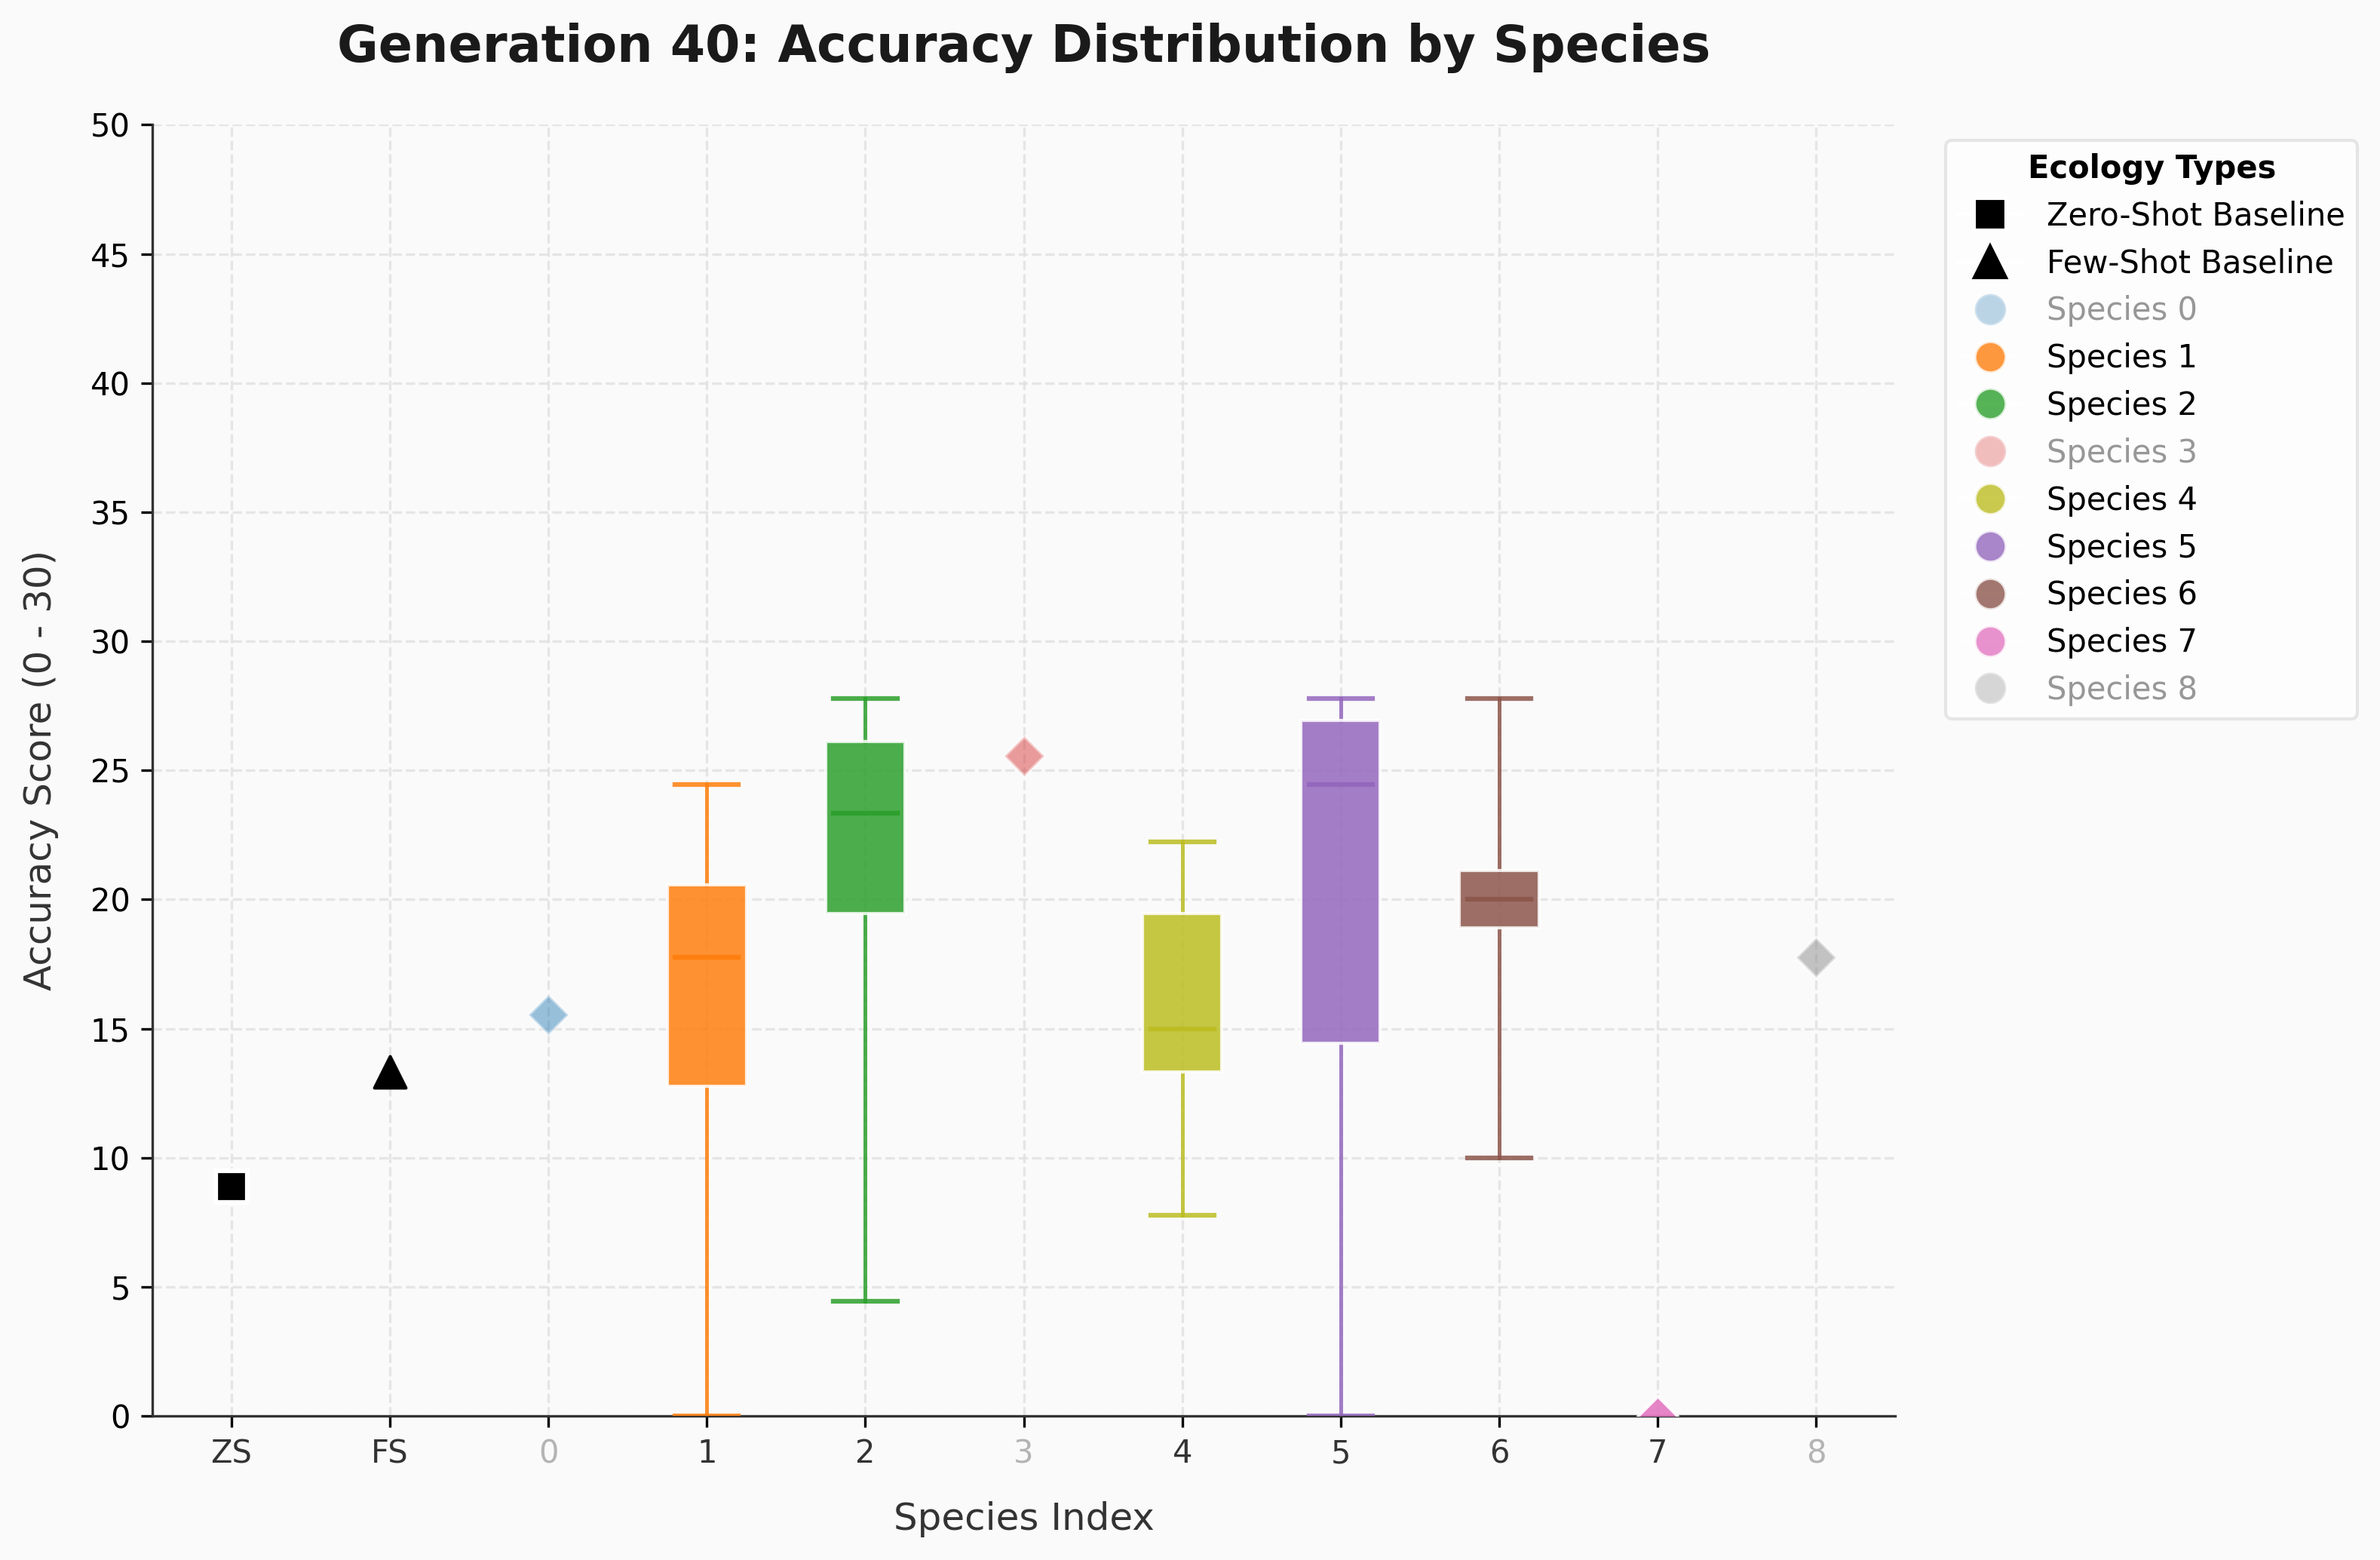 Generation 40: Accuracy Distribution by Species
50
45
40
35
30
25
20
15
10
5
0
Accuracy Score (0 - 30)
ZS FS 0 1 2 3 4 5 6 7 8
Species Index
Ecology Types
Zero-Shot Baseline
Few-Shot Baseline
Species 0
Species 1
Species 2
Species 3
Species 4
Species 5
Species 6
Species 7
Species 8